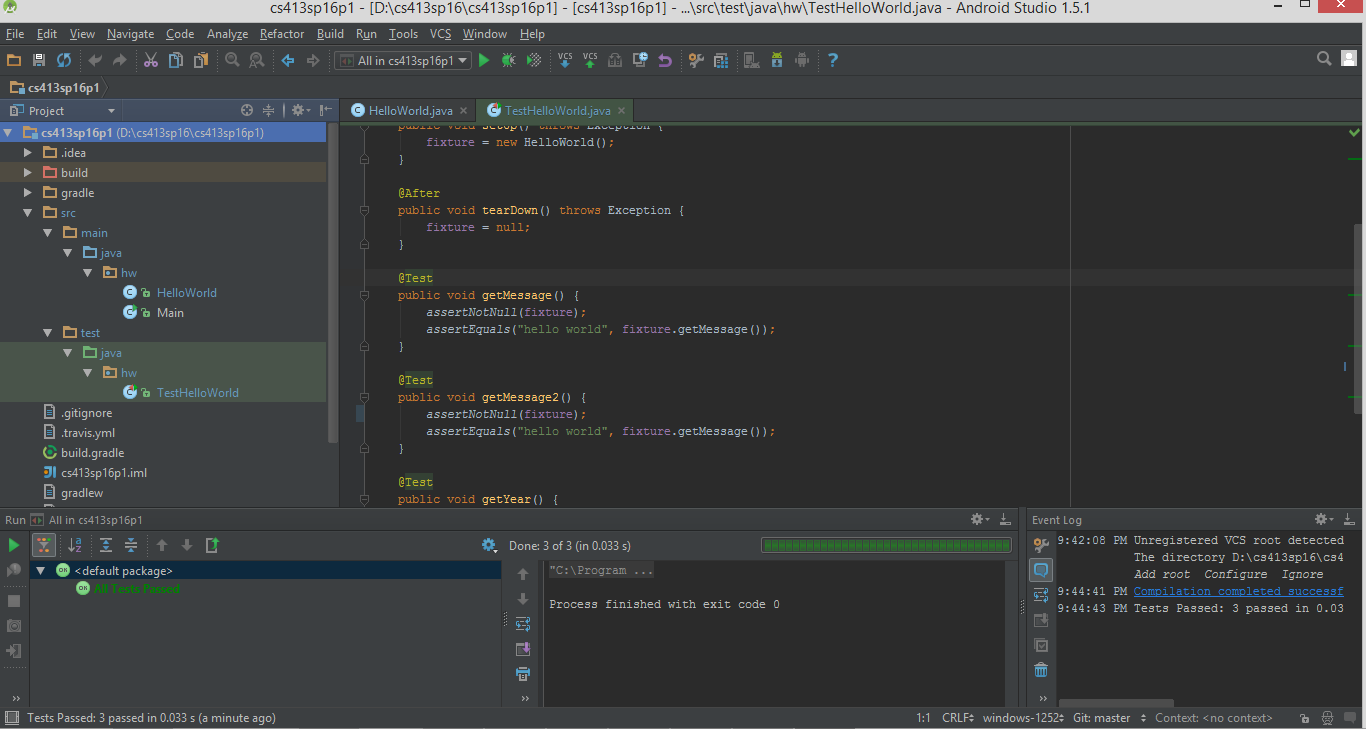 cs413sp16p1 - [D:\cs413sp16\cs413sp16p1] - [cs413sp16p1] - ...\src\test\java\hw\TestHelloWorld.java - Android Studio 1.5.1
File Edit View Navigate Code Analyze Refactor Build Run Tools VCS Window Help
All in cs413sp16p1 VCS VCS ?
cs413sp16p1
Project
HelloWorld.java TestHelloWorld.java
cs413sp16p1 (D:\cs413sp16\cs413sp16p1)
.idea
build
gradle
src
main
java
hw
HelloWorld
Main
test
java
hw
TestHelloWorld
.gitignore
.travis.yml
build.gradle
cs413sp16p1.iml
gradlew
public void setUp() throws Exception {
fixture = new HelloWorld();
}
@After
public void tearDown() throws Exception {
fixture = null;
}
@Test
public void getMessage() {
assertNotNull(fixture);
assertEquals("hello world", fixture.getMessage());
}
@Test
public void getMessage2() {
assertNotNull(fixture);
assertEquals("hello world", fixture.getMessage());
}
@Test
public void getYear() {
Run All in cs413sp16p1
Done: 3 of 3 (in 0.033 s)
<default package>
All Tests Passed
"C:\Program ...
Process finished with exit code 0
Event Log
9:42:08 PM Unregistered VCS root detected
The directory D:\cs413sp16\cs4
Add root Configure Ignore
9:44:41 PM Compilation completed successf
9:44:43 PM Tests Passed: 3 passed in 0.03
Tests Passed: 3 passed in 0.033 s (a minute ago)
1:1 CRLF windows-1252 Git: master Context: <no context>